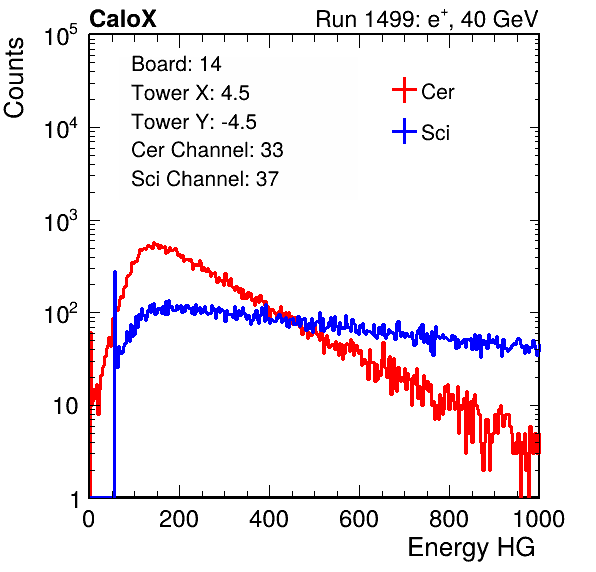 CaloX Run 1499: e⁺, 40 GeV
Counts
10⁵
10⁴
10³
10²
10
1
Board: 14
Tower X: 4.5
Tower Y: -4.5
Cer Channel: 33
Sci Channel: 37
Cer
Sci
0 200 400 600 800 1000
Energy HG